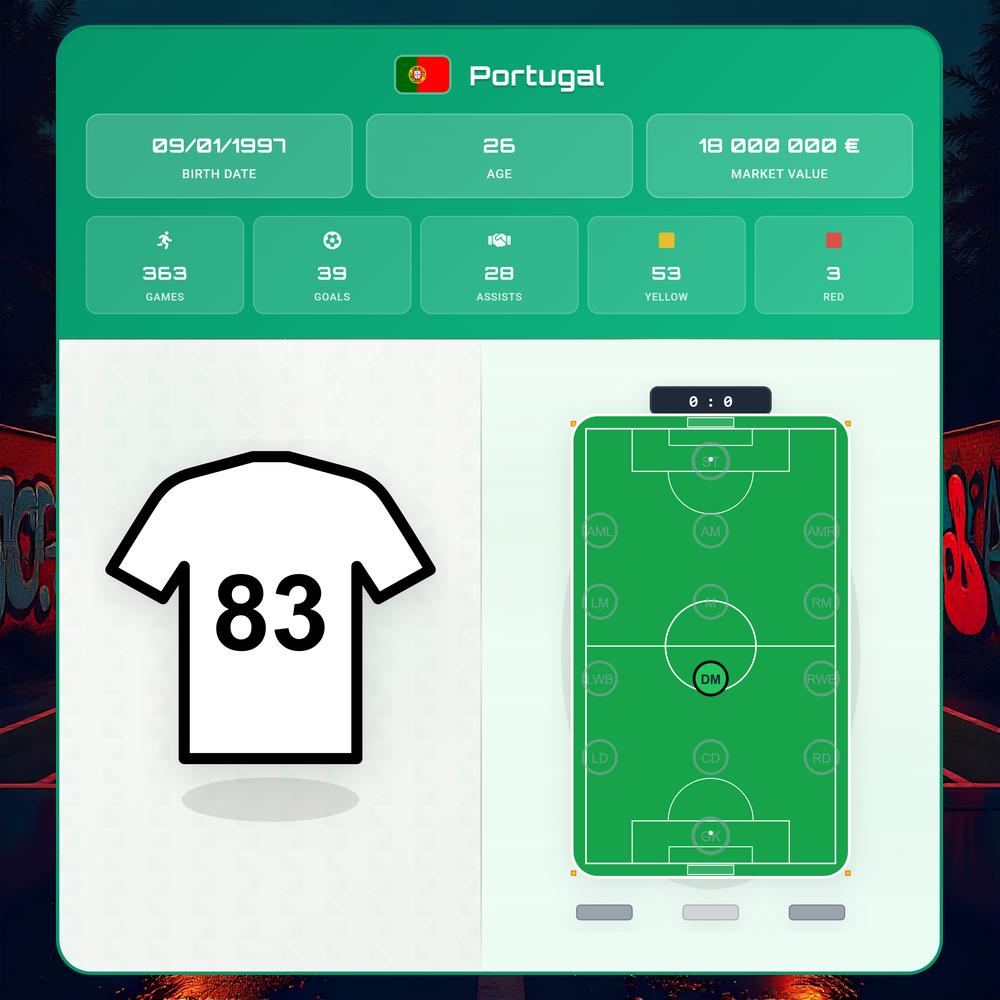 Portugal
09/01/1997
BIRTH DATE
26
AGE
18 000 000 €
MARKET VALUE
363
GAMES
39
GOALS
28
ASSISTS
53
YELLOW
3
RED
83
0 : 0
ST
AML
AM
AMR
LM
M
RM
LWB
DM
RWB
LD
CD
RD
GK